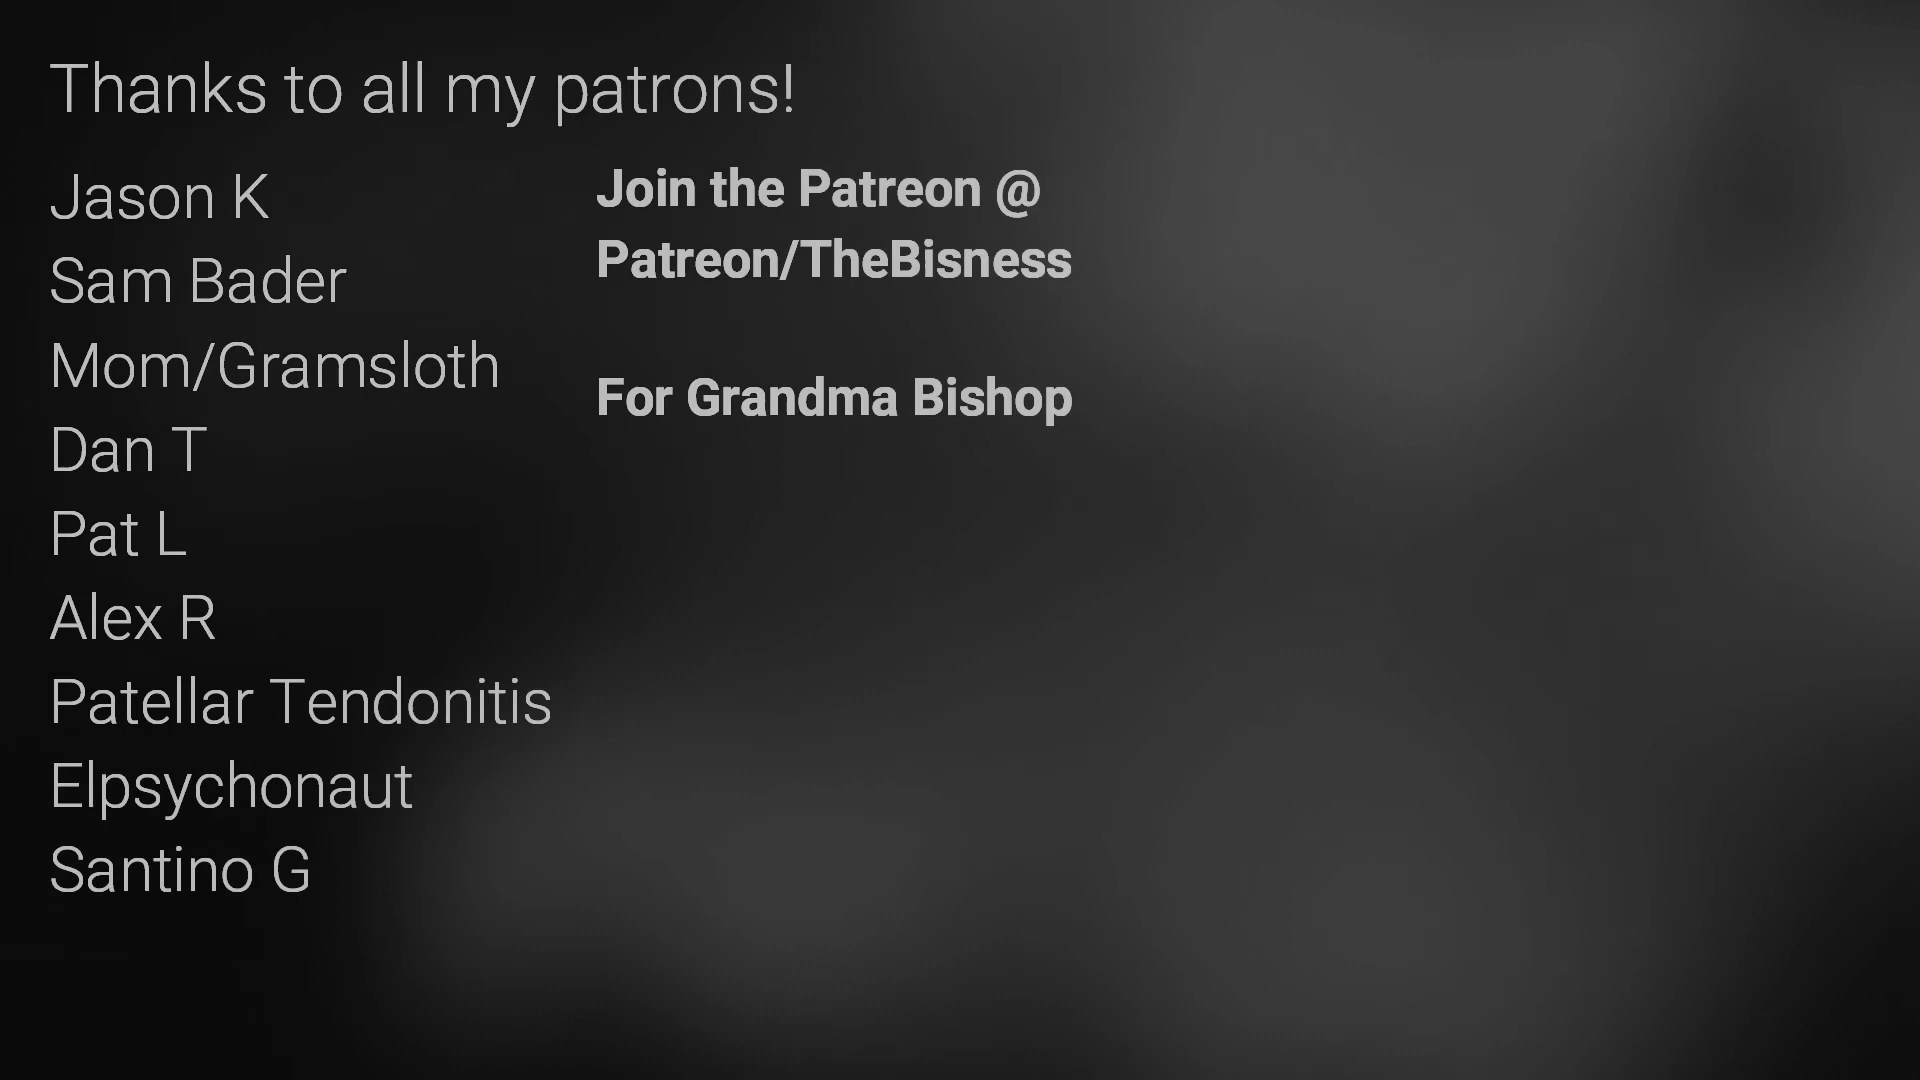 Thanks to all my patrons!
Jason K
Sam Bader
Mom/Gramsloth
Dan T
Pat L
Alex R
Patellar Tendonitis
Elpsychonaut
Santino G
Join the Patreon @
Patreon/TheBisness
For Grandma Bishop